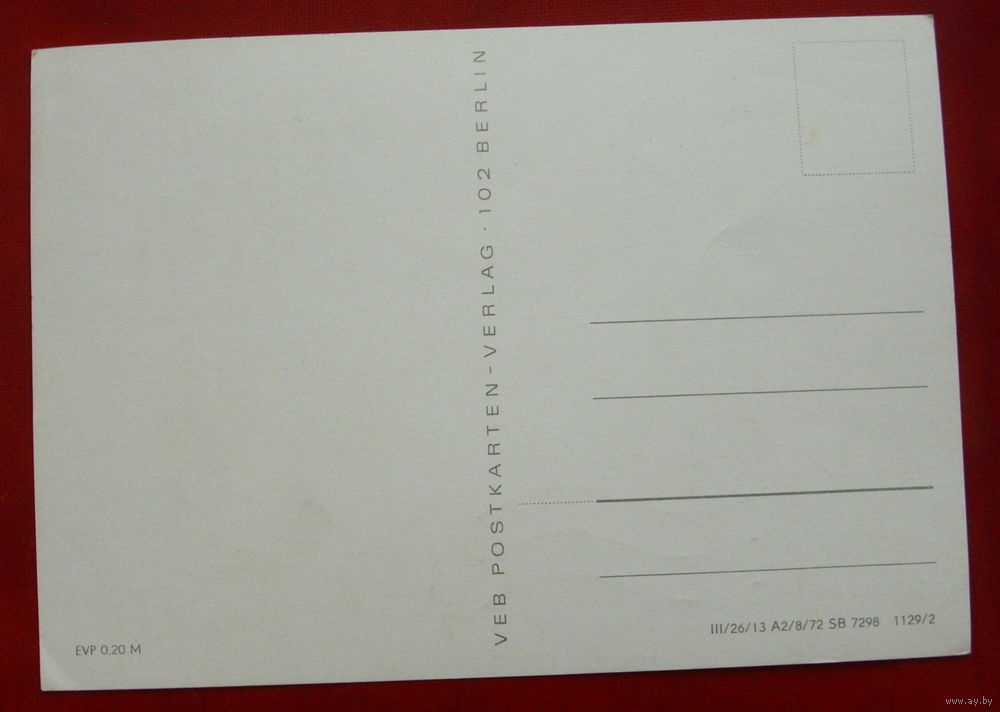 VEB POSTKARTEN-VERLAG · 102 BERLIN
EVP 0,20 M
III/26/13 A2/8/72 SB 7298 1129/2
www.ay.by